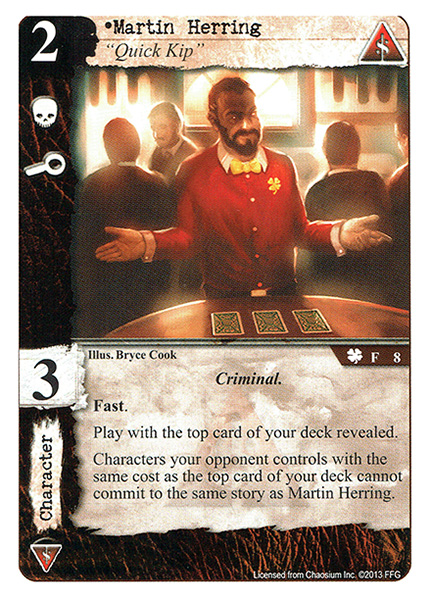 2
•Martin Herring
“Quick Kip”
$
Illus. Bryce Cook
F 8
3
Criminal.
Fast.
Play with the top card of your deck revealed.
Characters your opponent controls with the
same cost as the top card of your deck cannot
commit to the same story as Martin Herring.
Character
Licensed from Chaosium Inc. ©2013 FFG